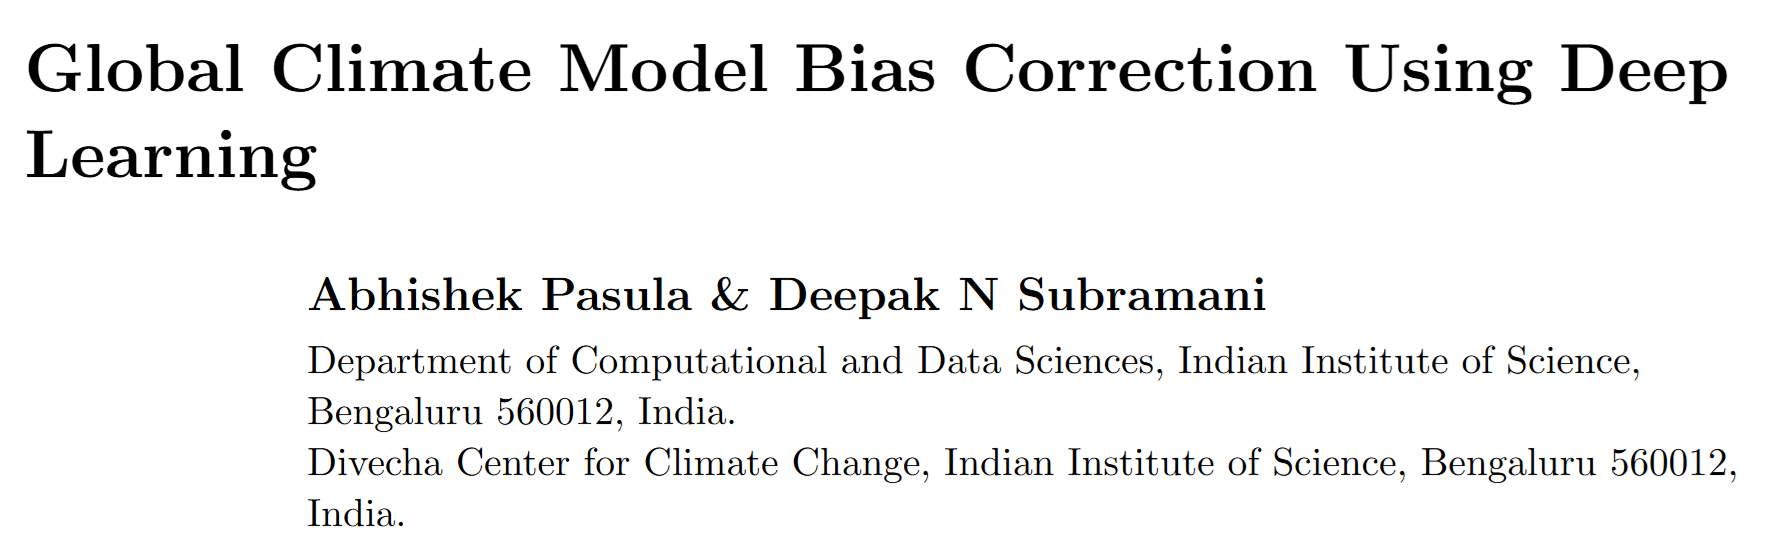 Global Climate Model Bias Correction Using Deep
Learning
Abhishek Pasula & Deepak N Subramani
Department of Computational and Data Sciences, Indian Institute of Science,
Bengaluru 560012, India.
Divecha Center for Climate Change, Indian Institute of Science, Bengaluru 560012,
India.